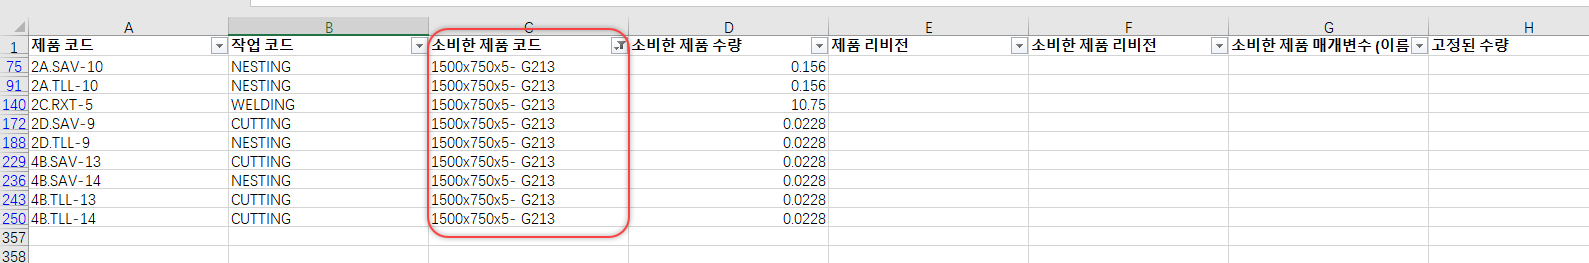 A B C D E F G H
1 제품 코드 작업 코드 소비한 제품 코드 소비한 제품 수량 제품 리비전 소비한 제품 리비전 소비한 제품 매개변수 (이름 고정된 수량
75 2A.SAV-10 NESTING 1500x750x5- G213 0.156
91 2A.TLL-10 NESTING 1500x750x5- G213 0.156
140 2C.RXT-5 WELDING 1500x750x5- G213 10.75
172 2D.SAV-9 CUTTING 1500x750x5- G213 0.0228
188 2D.TLL-9 NESTING 1500x750x5- G213 0.0228
229 4B.SAV-13 CUTTING 1500x750x5- G213 0.0228
236 4B.SAV-14 NESTING 1500x750x5- G213 0.0228
243 4B.TLL-13 CUTTING 1500x750x5- G213 0.0228
250 4B.TLL-14 CUTTING 1500x750x5- G213 0.0228
357
358